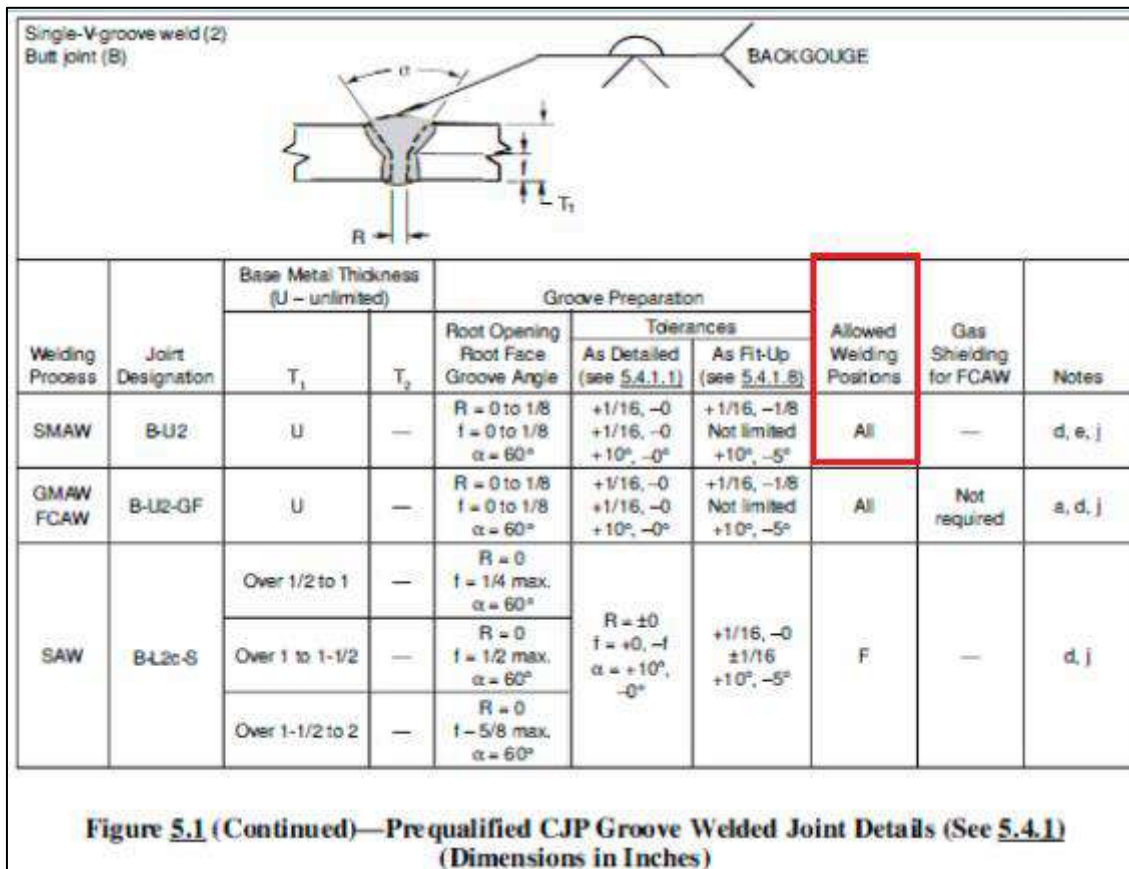 Single-V-groove weld (2)
Butt joint (B)
BACKGOUGE
α
f
T₁
R
Welding Process
Joint Designation
Base Metal Thickness (U – unlimited)
T₁
T₂
Groove Preparation
Root Opening
Root Face
Groove Angle
Tolerances
As Detailed (see 5.4.1.1)
As Fit-Up (see 5.4.1.8)
Allowed Welding Positions
Gas Shielding for FCAW
Notes
SMAW
B-U2
U
—
R = 0 to 1/8
f = 0 to 1/8
α = 60°
+1/16, –0
+1/16, –0
+10°, –0°
+1/16, –1/8
Not limited
+10°, –5°
All
—
d, e, j
GMAW
FCAW
B-U2-GF
U
—
R = 0 to 1/8
f = 0 to 1/8
α = 60°
+1/16, –0
+1/16, –0
+10°, –0°
+1/16, –1/8
Not limited
+10°, –5°
All
Not required
a, d, j
SAW
B-L2c-S
Over 1/2 to 1
—
R = 0
f = 1/4 max.
α = 60°
Over 1 to 1-1/2
—
R = 0
f = 1/2 max.
α = 60°
Over 1-1/2 to 2
—
R = 0
f – 5/8 max.
α = 60°
R = ±0
f = +0, –f
α = +10°,
–0°
+1/16, –0
±1/16
+10°, –5°
F
—
d, j
Figure 5.1 (Continued)—Prequalified CJP Groove Welded Joint Details (See 5.4.1)
(Dimensions in Inches)